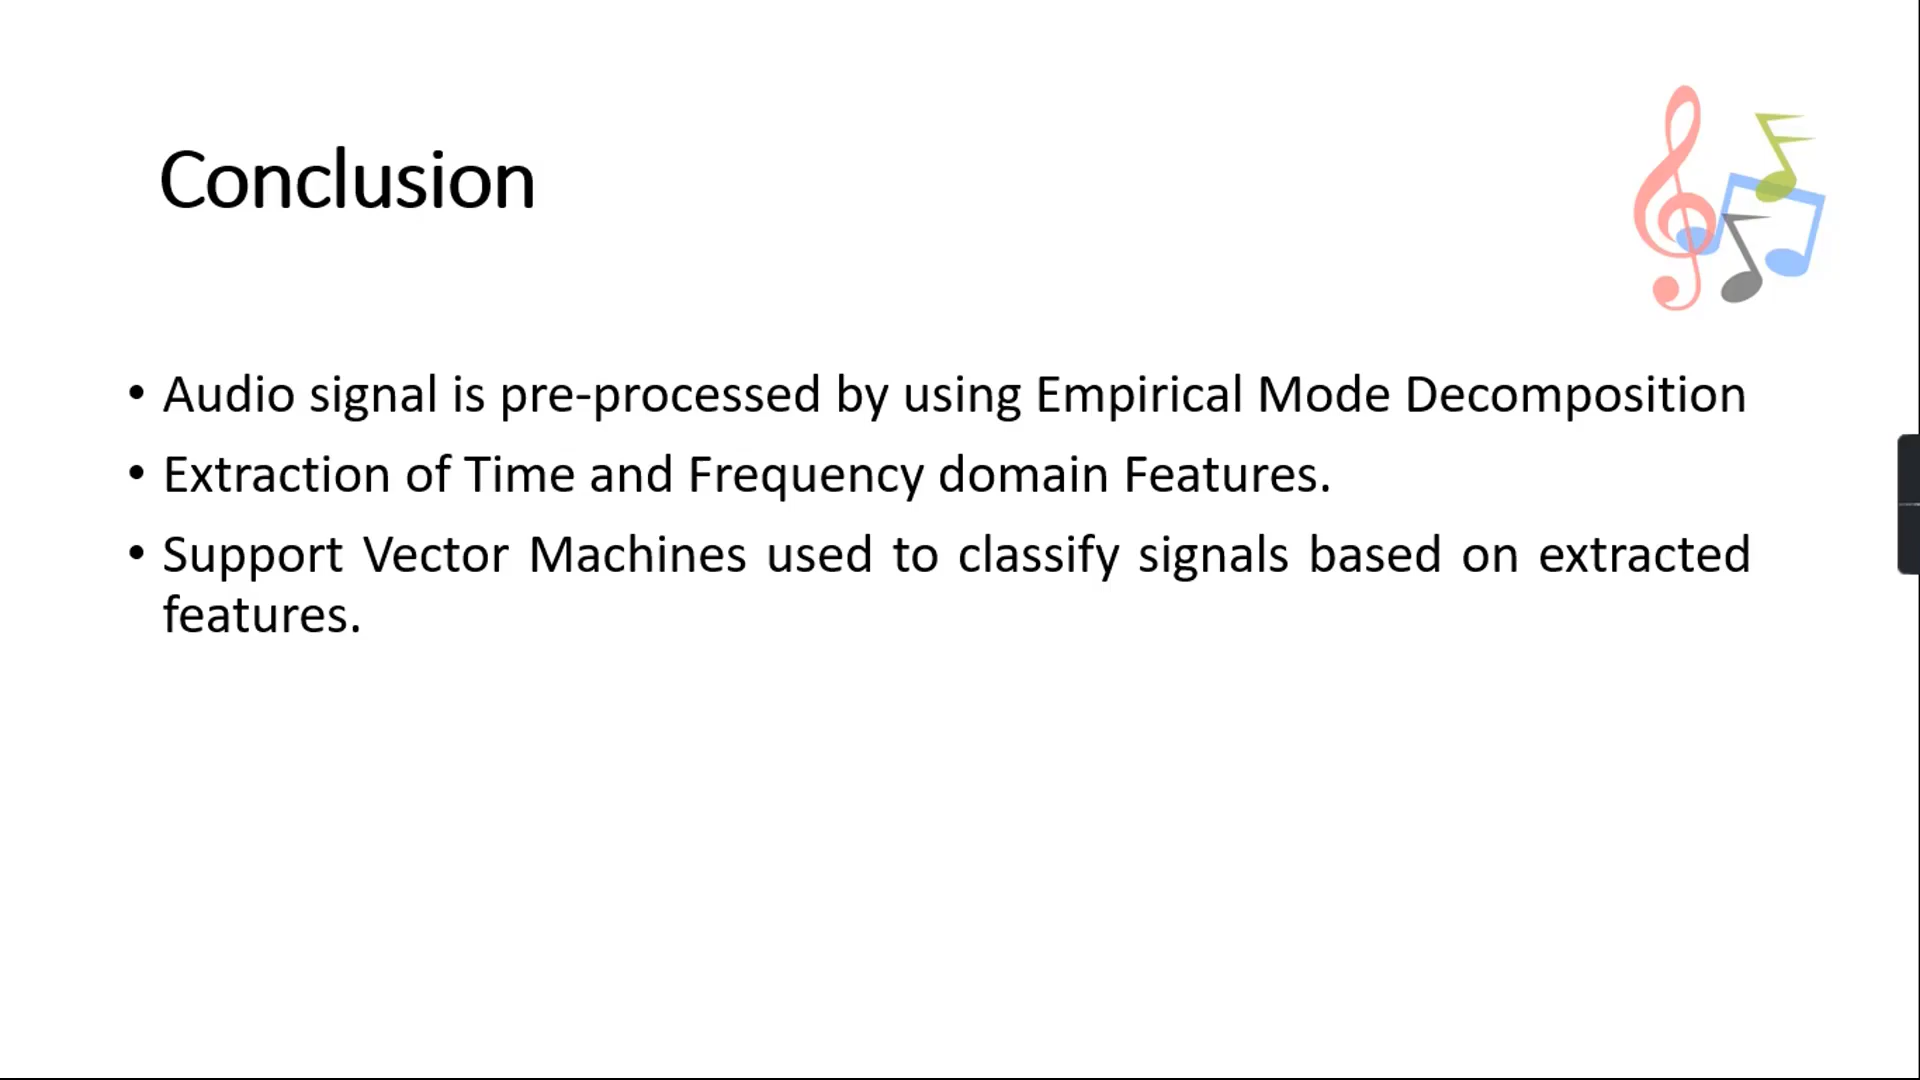 Conclusion
• Audio signal is pre-processed by using Empirical Mode Decomposition
• Extraction of Time and Frequency domain Features.
• Support Vector Machines used to classify signals based on extracted
features.